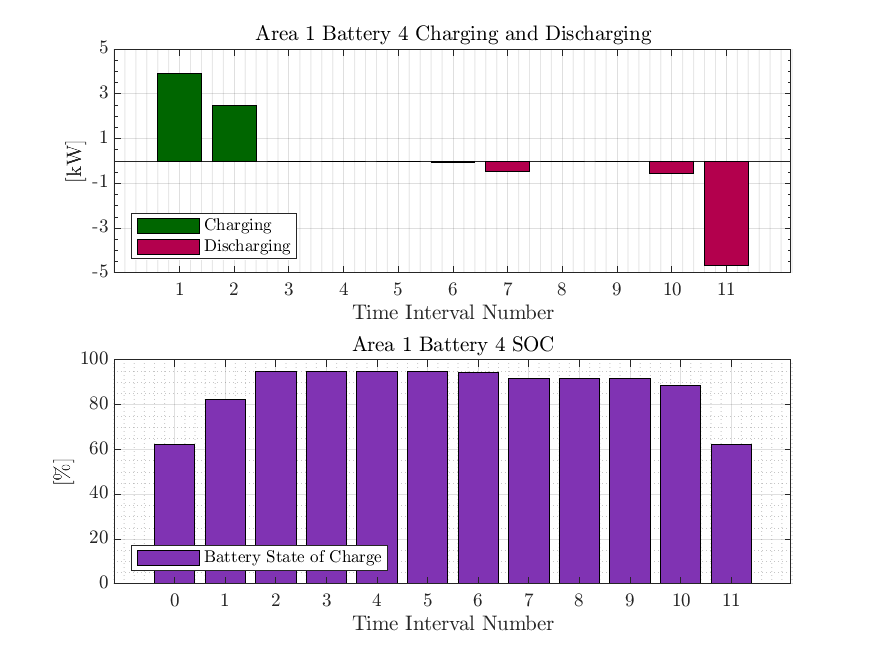 Area 1 Battery 4 Charging and Discharging
5
3
1
-1
-3
-5
[kW]
Charging
Discharging
1 2 3 4 5 6 7 8 9 10 11
Time Interval Number
Area 1 Battery 4 SOC
100
80
60
40
20
0
[%]
Battery State of Charge
0 1 2 3 4 5 6 7 8 9 10 11
Time Interval Number